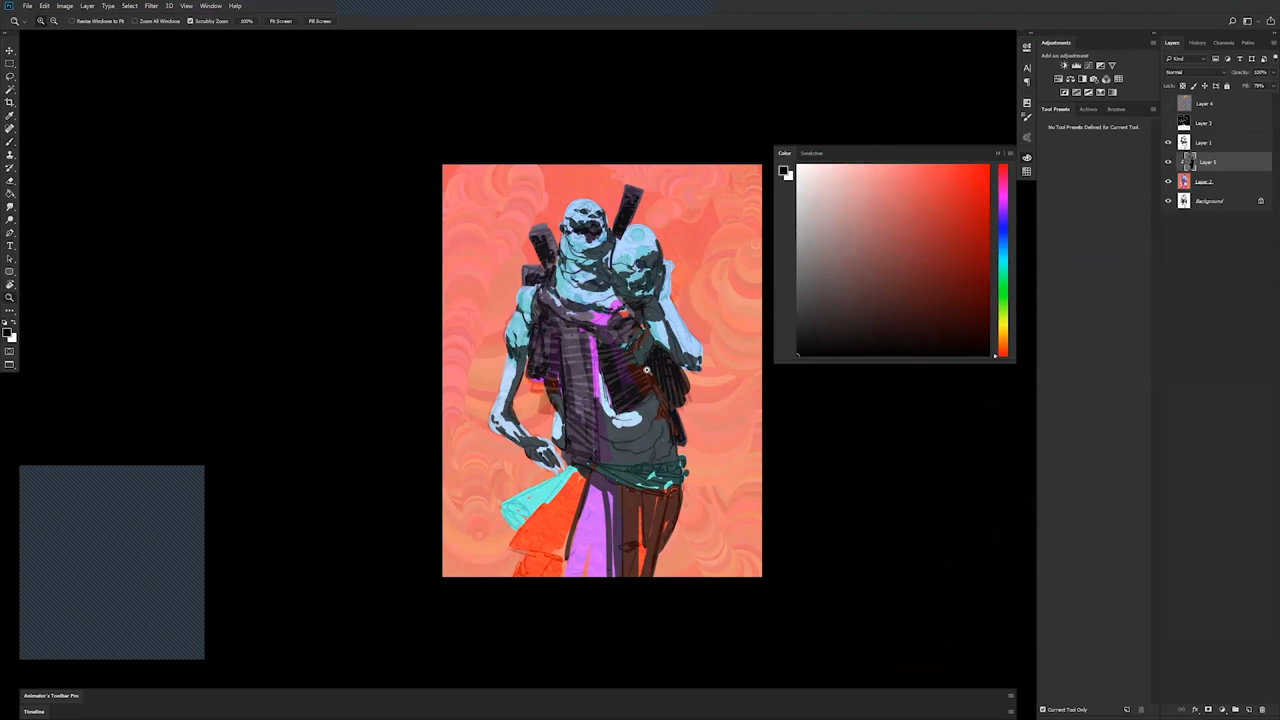 Ps File Edit Image Layer Type Select Filter 3D View Window Help
Resize Windows to Fit Zoom All Windows Scrubby Zoom 100% Fit Screen Fill Screen
Color Swatches
Adjustments
Add an adjustment
Tool Presets Actions Brushes
No Tool Presets Defined for Current Tool.
Current Tool Only
Layers History Channels Paths
Kind
Normal Opacity: 100%
Lock: Fill: 79%
Layer 4
Layer 3
Layer 1
Layer 5
Layer 2
Background
Animator's Toolbar Pro
Timeline